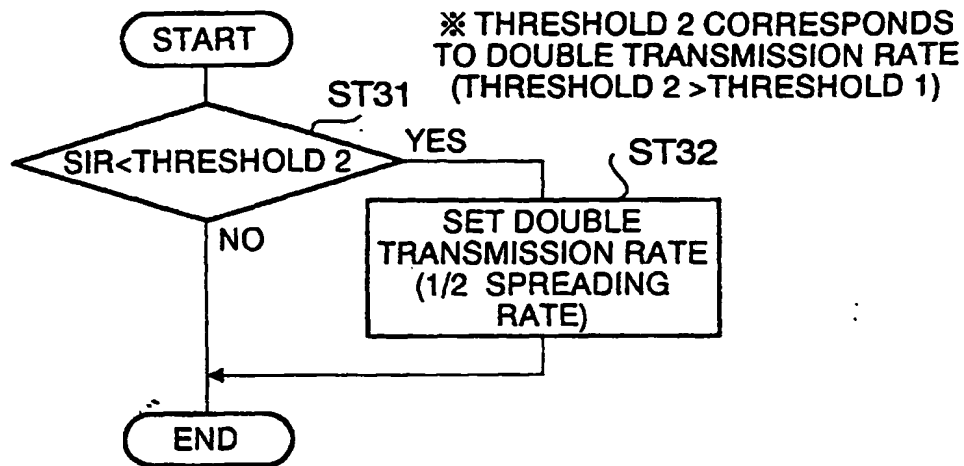 START
※ THRESHOLD 2 CORRESPONDS
TO DOUBLE TRANSMISSION RATE
(THRESHOLD 2 >THRESHOLD 1)
ST31
SIR<THRESHOLD 2
YES
ST32
NO
SET DOUBLE
TRANSMISSION RATE
(1/2 SPREADING
RATE)
END